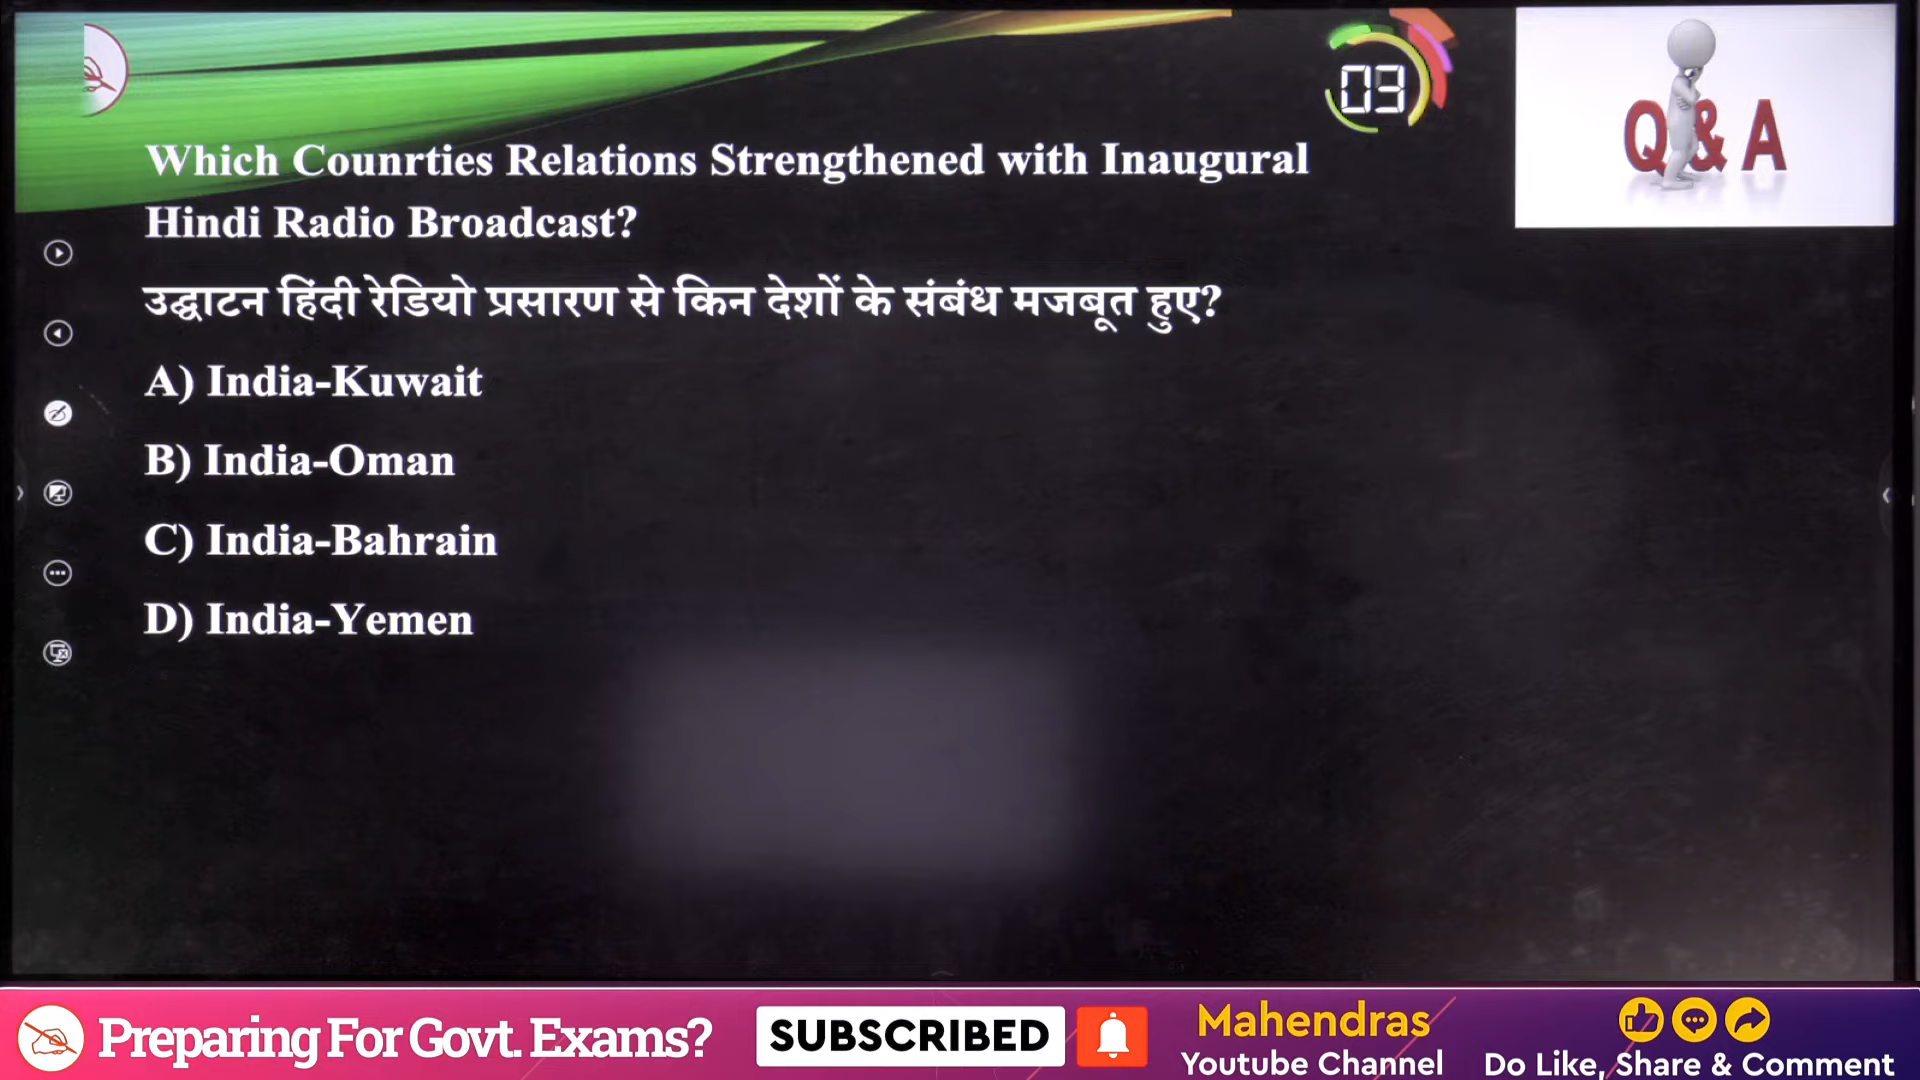 03
Q & A
Which Counrties Relations Strengthened with Inaugural
Hindi Radio Broadcast?
उद्घाटन हिंदी रेडियो प्रसारण से किन देशों के संबंध मजबूत हुए?
A) India-Kuwait
B) India-Oman
C) India-Bahrain
D) India-Yemen
Preparing For Govt. Exams?
SUBSCRIBED
Mahendras
Youtube Channel
Do Like, Share & Comment